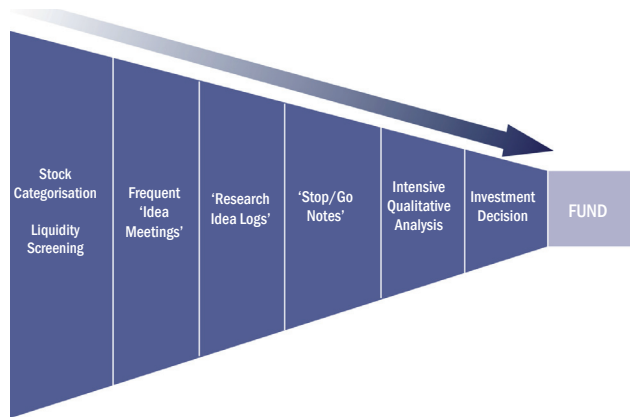 Stock
Categorisation
Liquidity
Screening
Frequent
‘Idea
Meetings’
‘Research
Idea Logs’
‘Stop/Go
Notes’
Intensive
Qualitative
Analysis
Investment
Decision
FUND